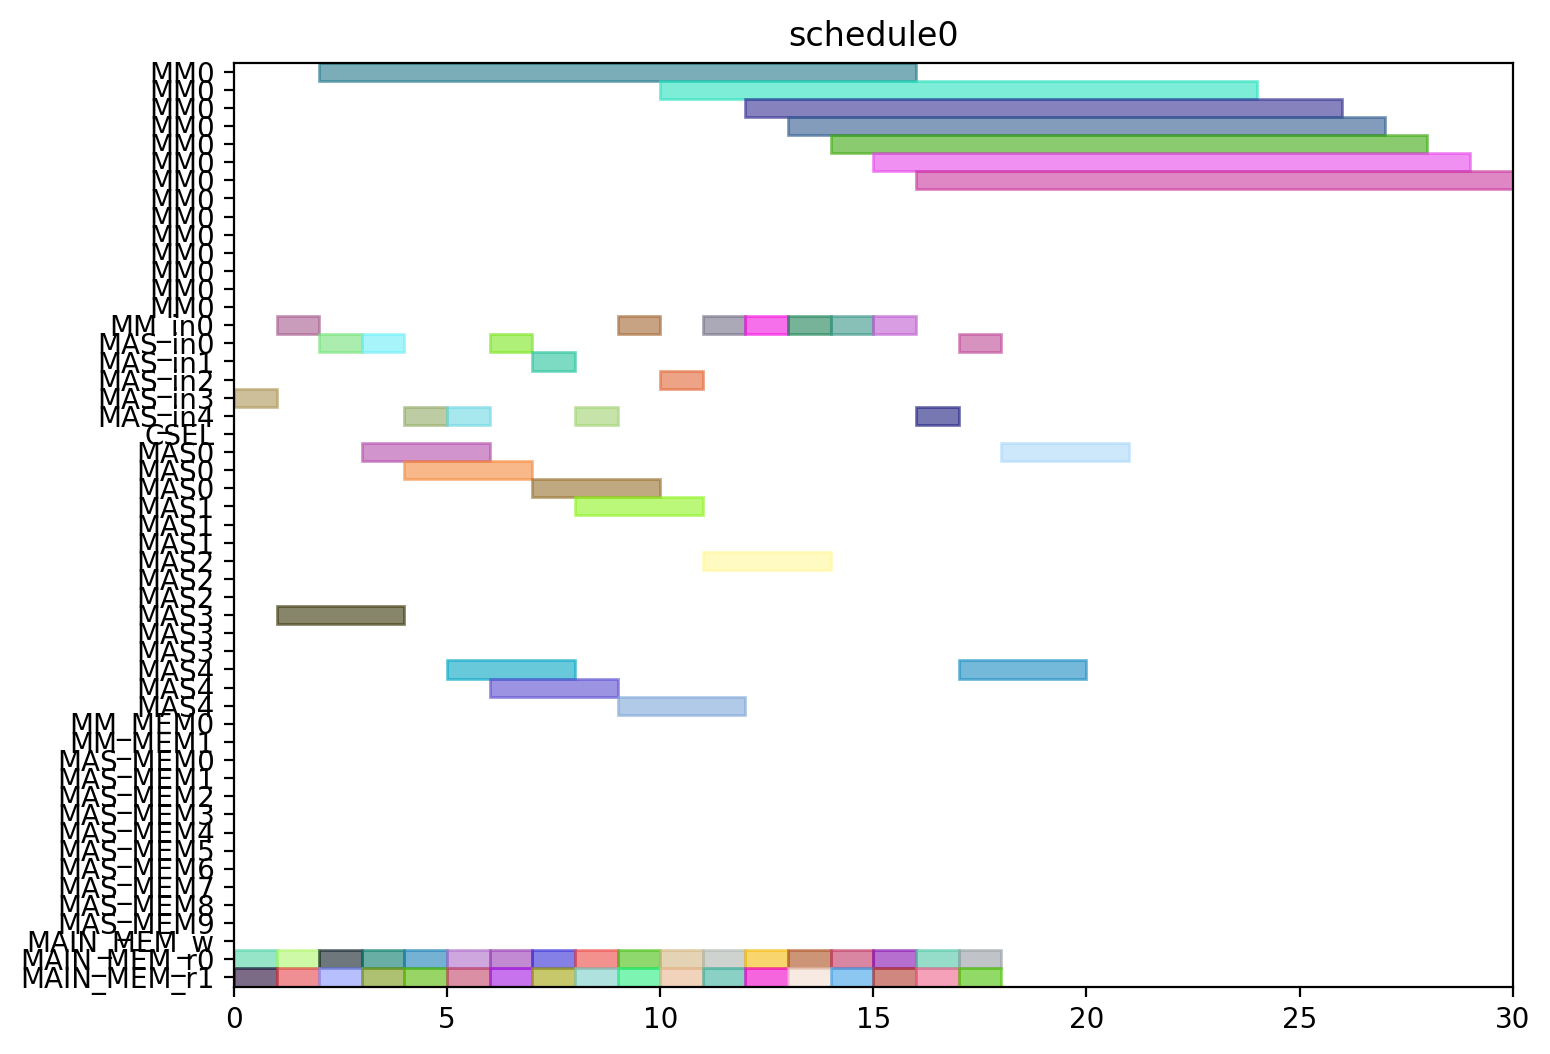 schedule0
MM0
MM0
MM0
MM0
MM0
MM0
MM0
MM0
MM0
MM0
MM0
MM0
MM0
MM0
MM_in0
MAS_in0
MAS_in1
MAS_in2
MAS_in3
MAS_in4
CSEL
MAS0
MAS0
MAS0
MAS1
MAS1
MAS1
MAS2
MAS2
MAS2
MAS3
MAS3
MAS3
MAS4
MAS4
MAS4
MM_MEM0
MM_MEM1
MAS_MEM0
MAS_MEM1
MAS_MEM2
MAS_MEM3
MAS_MEM4
MAS_MEM5
MAS_MEM6
MAS_MEM7
MAS_MEM8
MAS_MEM9
MAIN_MEM_w
MAIN_MEM_r0
MAIN_MEM_r1
0 5 10 15 20 25 30